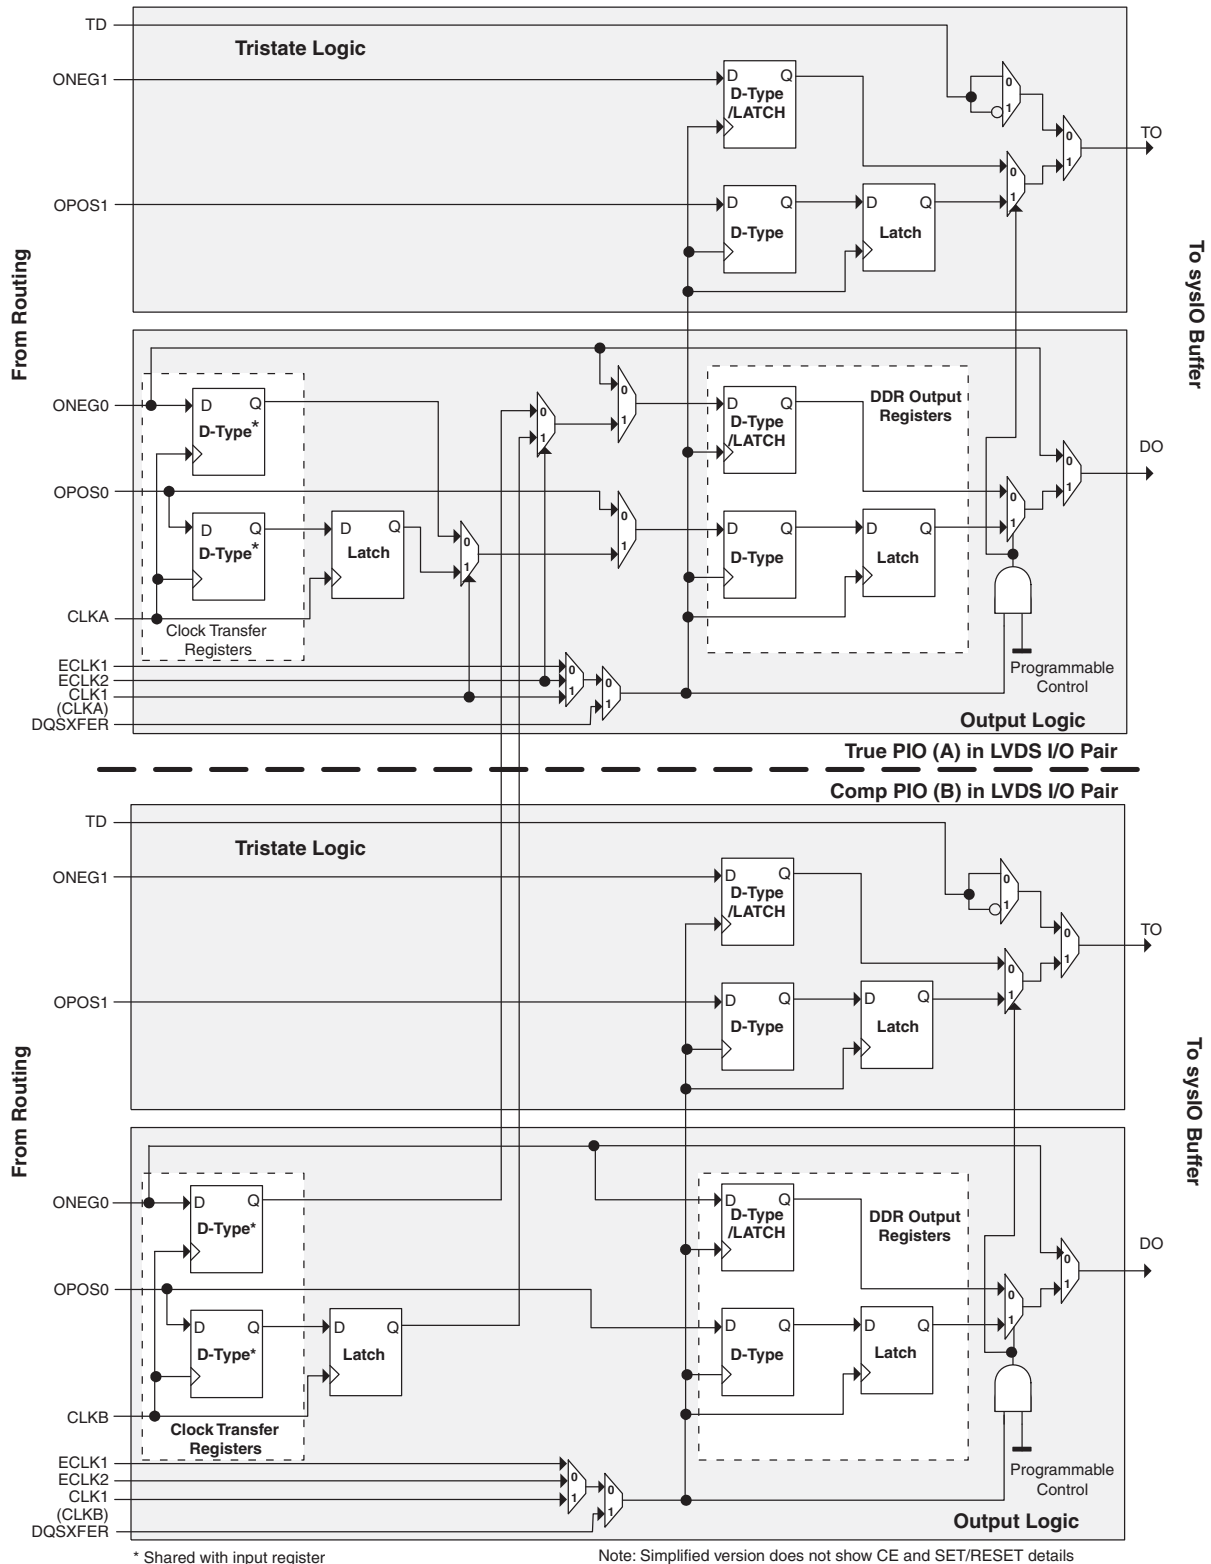 TD
Tristate Logic
ONEG1
D Q
D-Type
/LATCH
0
1
0
1
TO
0
1
OPOS1
D Q
D-Type
D Q
Latch
From Routing
To sysIO Buffer
ONEG0
D Q
D-Type*
0
1
0
1
D Q
D-Type
/LATCH
DDR Output
Registers
DO
0
1
OPOS0
D Q
D-Type*
D Q
Latch
0
1
0
1
D Q
D-Type
D Q
Latch
0
1
CLKA
Clock Transfer
Registers
ECLK1
ECLK2
CLK1
(CLKA)
DQSXFER
0
1
0
1
Programmable
Control
Output Logic
True PIO (A) in LVDS I/O Pair
Comp PIO (B) in LVDS I/O Pair
TD
Tristate Logic
ONEG1
D Q
D-Type
/LATCH
0
1
0
1
TO
0
1
OPOS1
D Q
D-Type
D Q
Latch
From Routing
To sysIO Buffer
ONEG0
D Q
D-Type*
D Q
D-Type
/LATCH
DDR Output
Registers
DO
0
1
OPOS0
D Q
D-Type*
D Q
Latch
D Q
D-Type
D Q
Latch
0
1
CLKB
Clock Transfer
Registers
ECLK1
ECLK2
CLK1
(CLKB)
DQSXFER
0
1
0
1
Programmable
Control
Output Logic
* Shared with input register
Note: Simplified version does not show CE and SET/RESET details